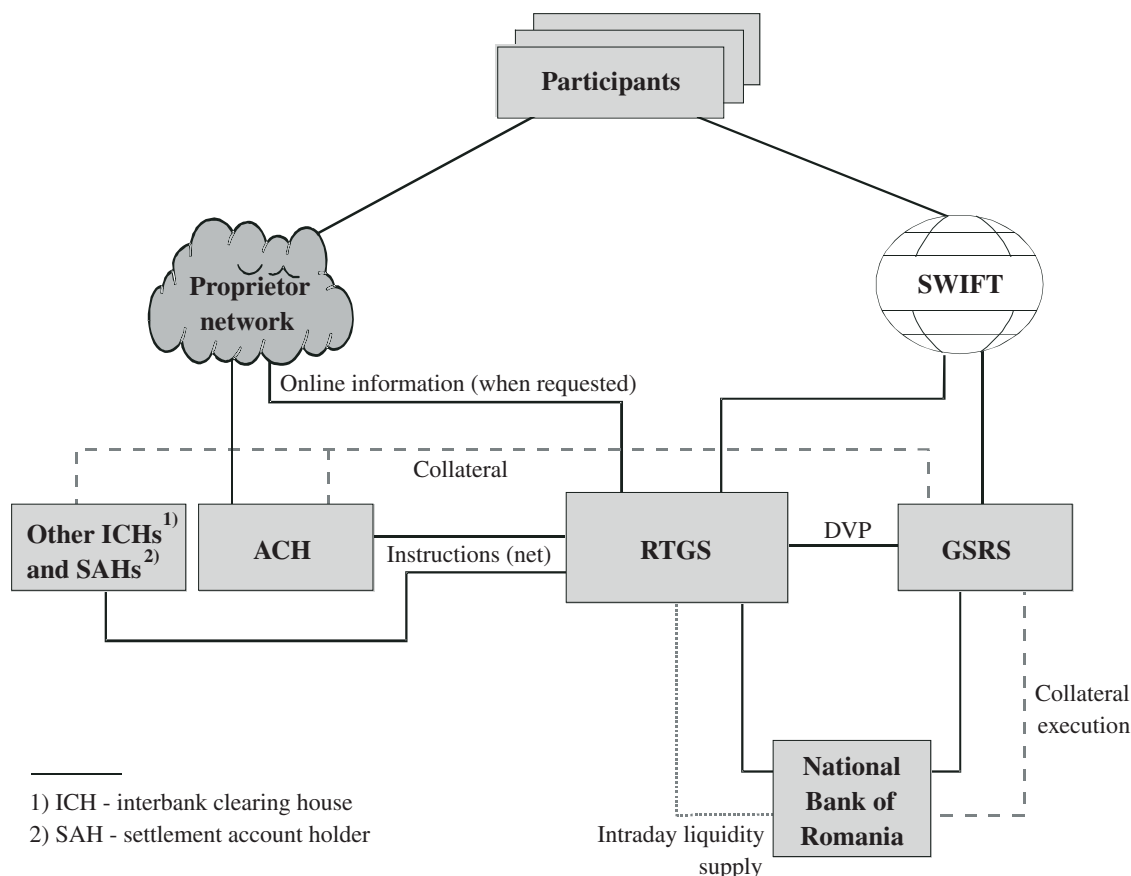 Participants
Proprietor
network
SWIFT
Online information (when requested)
Collateral
Other ICHs1)
and SAHs2)
ACH
Instructions (net)
RTGS
DVP
GSRS
Collateral
execution
National
Bank of
Romania
Intraday liquidity
supply
1) ICH - interbank clearing house
2) SAH - settlement account holder